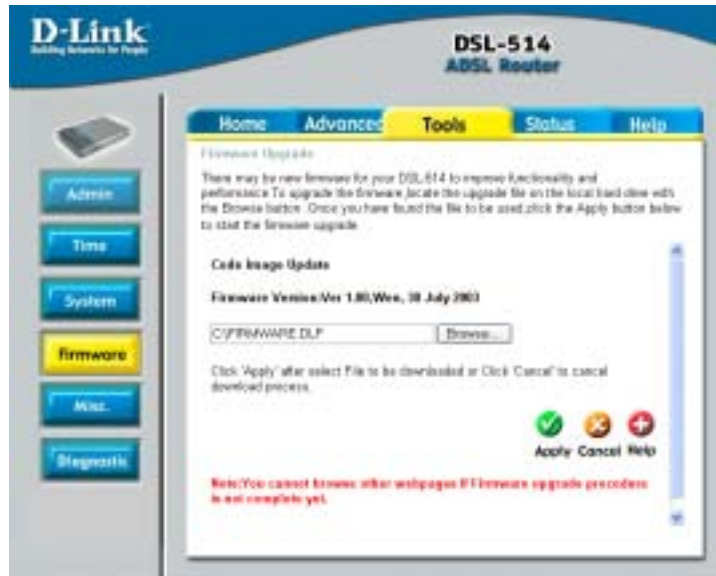 D-Link
Building Networks for People
DSL-514
ADSL Router
Home Advanced Tools Status Help
Firmware Upgrade
There may be new firmware for your DSL-514 to improve functionality and
performance.To upgrade the firmware,locate the upgrade file on the local hard drive with
the Browse button. Once you have found the file to be used,click the Apply button below
to start the firmware upgrade.
Admin
Time
System
Firmware
Misc.
Diagnostic
Code Image Update
Firmware Version:Ver 1.00,Wen, 30 July 2003
C:\FIRMWARE.DLF Browse...
Click 'Apply' after select File to be downloaded or Click 'Cancel' to cancel
download process.
Apply Cancel Help
Note:You cannot browse other webpages if Firmware upgrade procedure
is not complete yet.